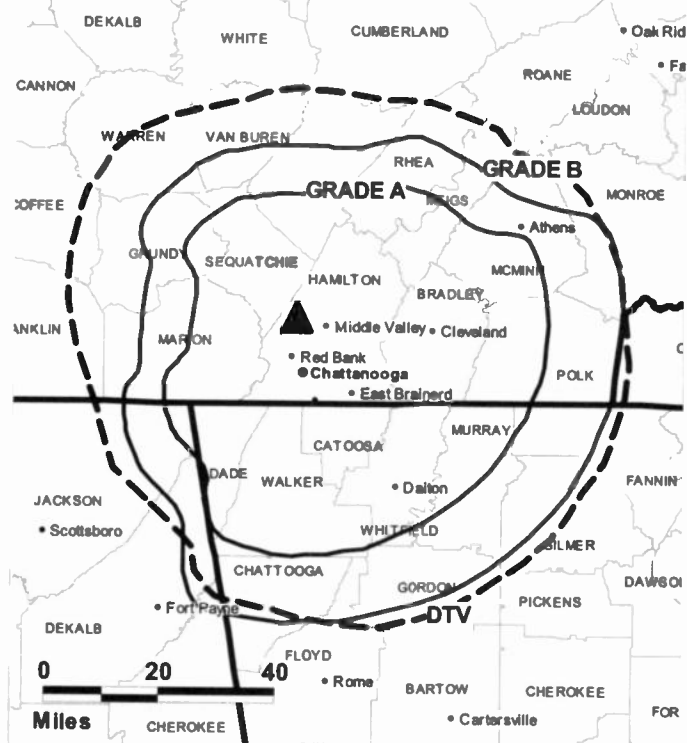 DEKALB
WHITE
CUMBERLAND
Oak Rid
Fa
CANNON
ROANE
LOUDON
WARREN
VAN BUREN
RHEA
GRADE B
GRADE A
MEIGS
MONROE
COFFEE
Athens
GRUNDY
SEQUATCHIE
MCMINN
HAMILTON
BRADLEY
ANKLIN
Middle Valley
Cleveland
MARION
Red Bank
Chattanooga
POLK
East Brainerd
MURRAY
CATOOSA
DADE
WALKER
Dalton
FANNIN
JACKSON
Scottsboro
WHITFIELD
GILMER
CHATTOOGA
GORDON
DAWSO
PICKENS
Fort Payne
DTV
DEKALB
FLOYD
0 20 40
Rome
BARTOW
CHEROKEE
Miles
CHEROKEE
Cartersville
FOR